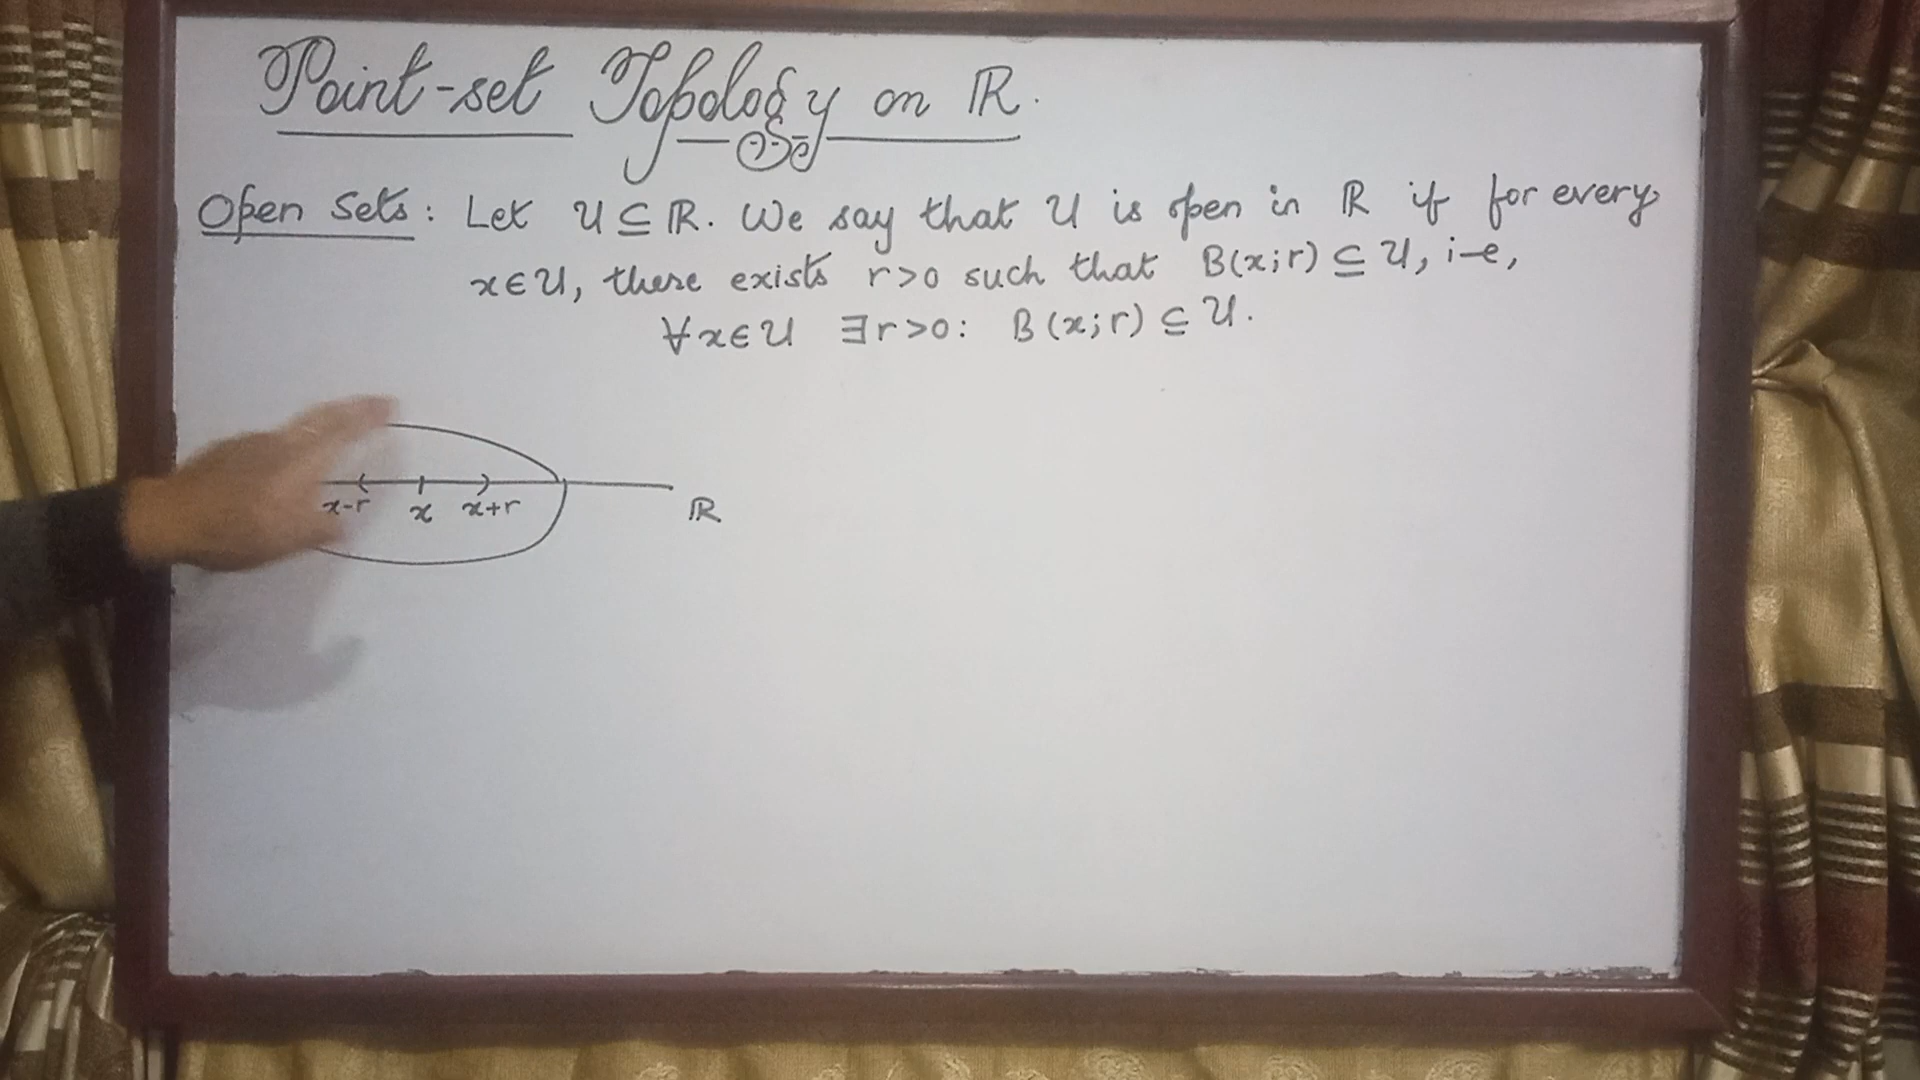 Point-set Topology on ℝ.
Open Sets: Let U ⊆ ℝ. We say that U is open in ℝ if for every
x∈U, there exists r>0 such that B(x;r) ⊆ U, i-e,
∀x∈U ∃r>0: B(x;r) ⊆ U.
x-r x x+r ℝ